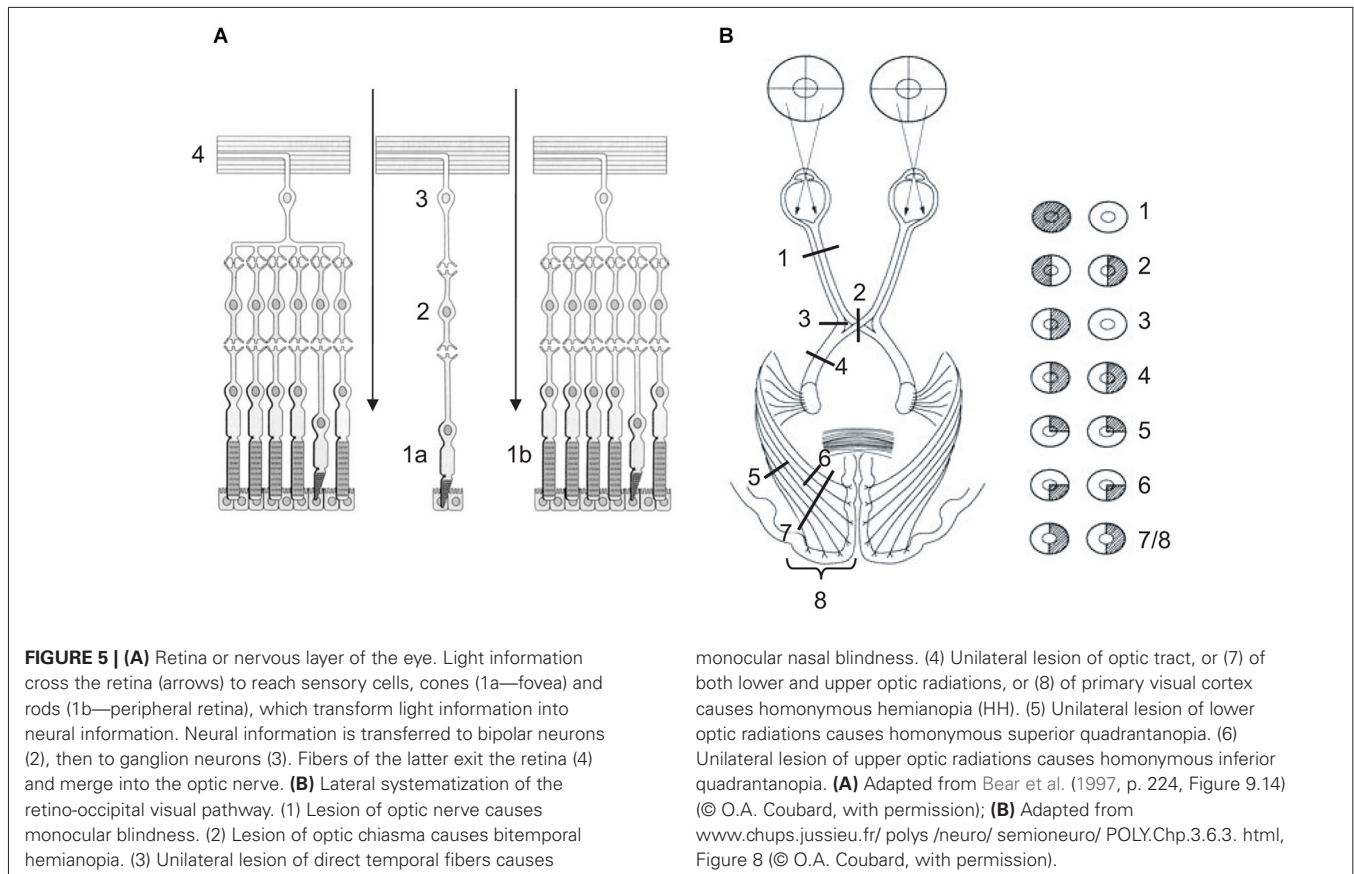 A
B
4
3
2
1a
1b
1
2
3
4
5
6
7
8
1
2
3
4
5
6
7/8
FIGURE 5 | (A) Retina or nervous layer of the eye. Light information
cross the retina (arrows) to reach sensory cells, cones (1a—fovea) and
rods (1b—peripheral retina), which transform light information into
neural information. Neural information is transferred to bipolar neurons
(2), then to ganglion neurons (3). Fibers of the latter exit the retina (4)
and merge into the optic nerve. (B) Lateral systematization of the
retino-occipital visual pathway. (1) Lesion of optic nerve causes
monocular blindness. (2) Lesion of optic chiasma causes bitemporal
hemianopia. (3) Unilateral lesion of direct temporal fibers causes
monocular nasal blindness. (4) Unilateral lesion of optic tract, or (7) of
both lower and upper optic radiations, or (8) of primary visual cortex
causes homonymous hemianopia (HH). (5) Unilateral lesion of lower
optic radiations causes homonymous superior quadrantanopia. (6)
Unilateral lesion of upper optic radiations causes homonymous inferior
quadrantanopia. (A) Adapted from Bear et al. (1997, p. 224, Figure 9.14)
(© O.A. Coubard, with permission); (B) Adapted from
www.chups.jussieu.fr/ polys /neuro/ semioneuro/ POLY.Chp.3.6.3. html,
Figure 8 (© O.A. Coubard, with permission).